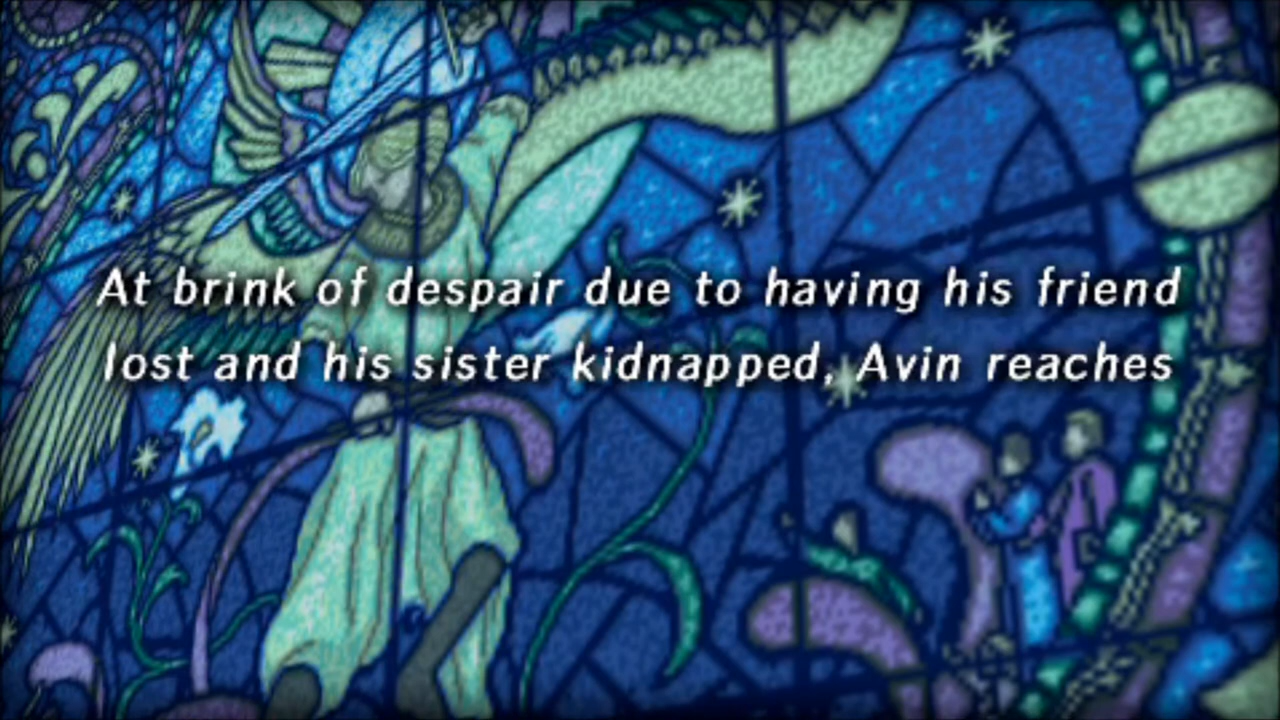 At brink of despair due to having his friend
lost and his sister kidnapped, Avin reaches